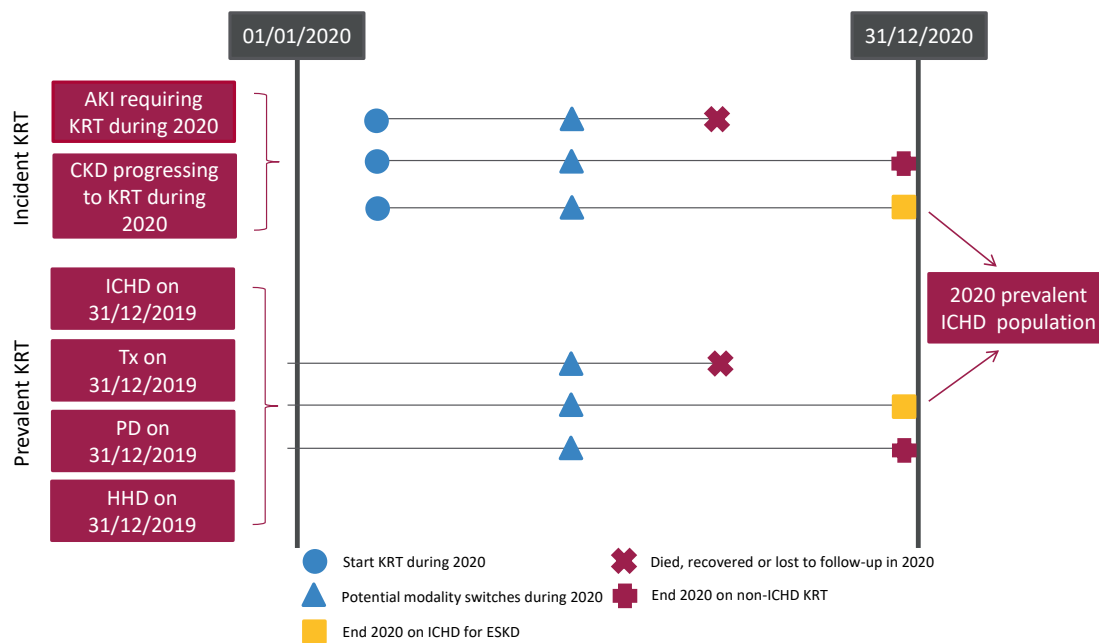 01/01/2020
31/12/2020
Incident KRT
AKI requiring
KRT during 2020
CKD progressing
to KRT during
2020
Prevalent KRT
ICHD on
31/12/2019
Tx on
31/12/2019
PD on
31/12/2019
HHD on
31/12/2019
2020 prevalent
ICHD population
Start KRT during 2020
Died, recovered or lost to follow-up in 2020
Potential modality switches during 2020
End 2020 on non-ICHD KRT
End 2020 on ICHD for ESKD